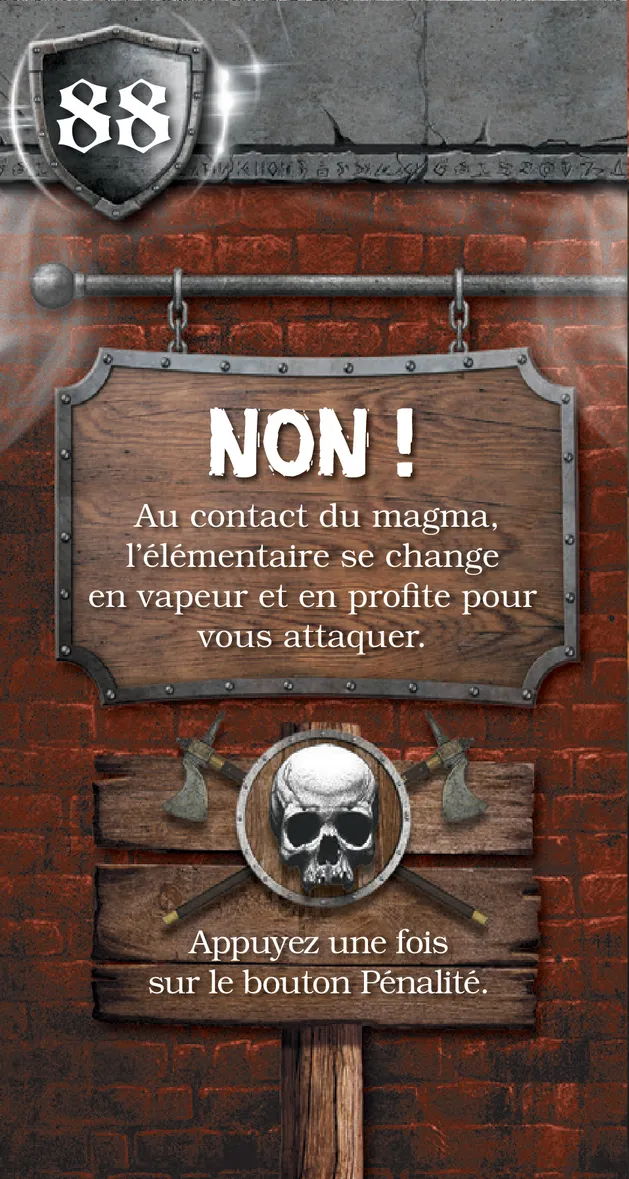 88
NON !
Au contact du magma,
l'élémentaire se change
en vapeur et en profite pour
vous attaquer.
Appuyez une fois
sur le bouton Pénalité.